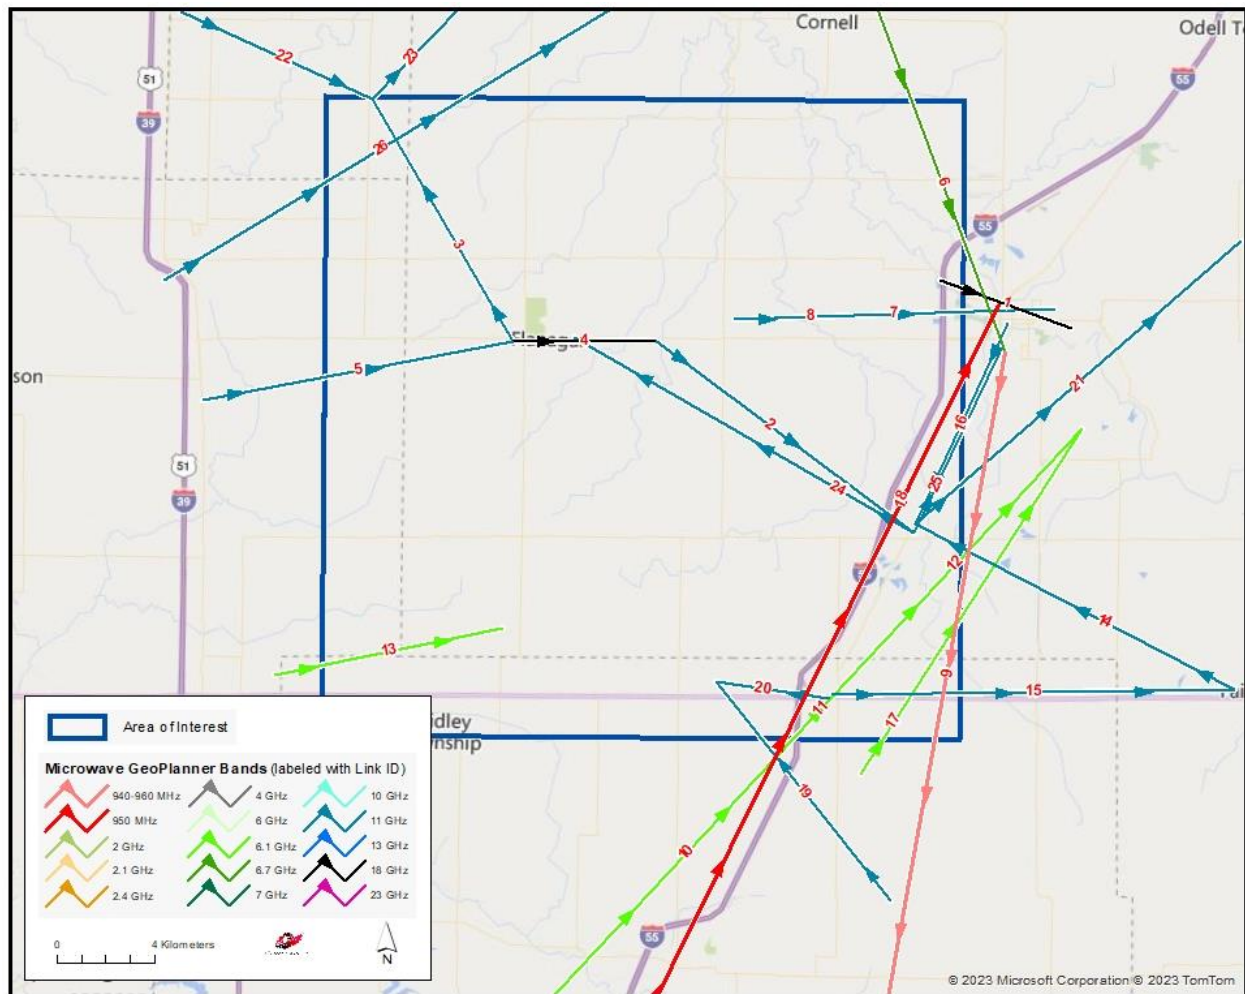 Cornell
Odell T
51
39
55
22
23
26
6
3
55
1
8
7
4
5
son
21
2
16
51
39
24
25
18
12
14
13
9
20
15
11
17
ridley
wnship
19
10
55
Area of Interest
Microwave GeoPlanner Bands (labeled with Link ID)
940-960 MHz
4 GHz
10 GHz
950 MHz
6 GHz
11 GHz
2 GHz
6.1 GHz
13 GHz
2.1 GHz
6.7 GHz
18 GHz
2.4 GHz
7 GHz
23 GHz
0
4 Kilometers
N
© 2023 Microsoft Corporation © 2023 TomTom